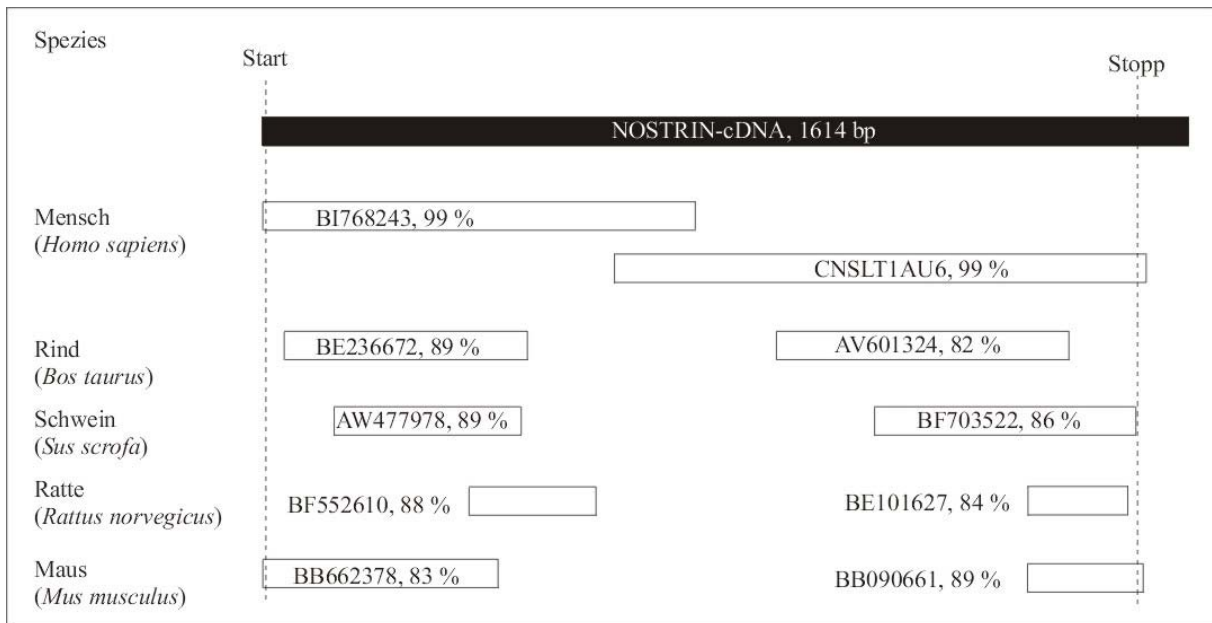 Spezies
Start
Stopp
NOSTRIN-cDNA, 1614 bp
Mensch
(Homo sapiens)
BI768243, 99 %
CNSLT1AU6, 99 %
Rind
(Bos taurus)
BE236672, 89 %
AV601324, 82 %
Schwein
(Sus scrofa)
AW477978, 89 %
BF703522, 86 %
Ratte
(Rattus norvegicus)
BF552610, 88 %
BE101627, 84 %
Maus
(Mus musculus)
BB662378, 83 %
BB090661, 89 %